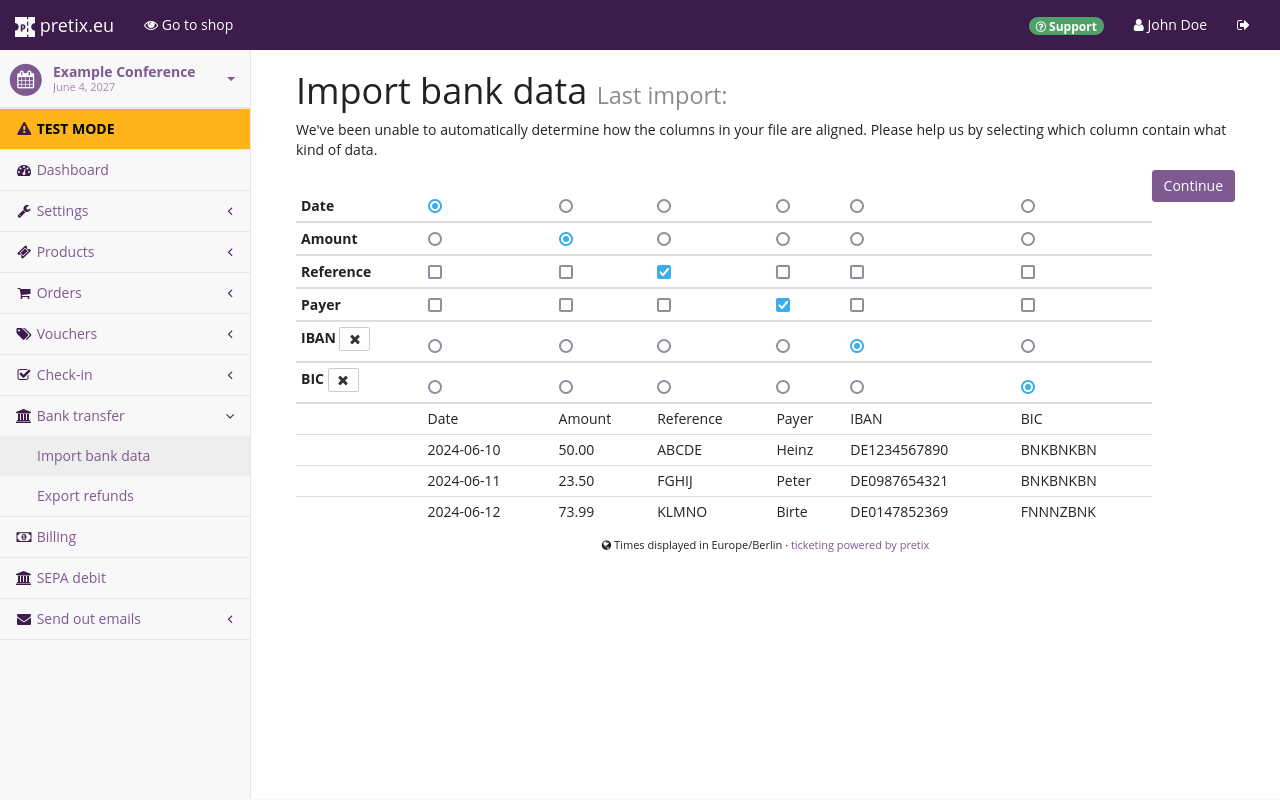 pretix.eu Go to shop Support John Doe
Example Conference
June 4, 2027
TEST MODE
Dashboard
Settings
Products
Orders
Vouchers
Check-in
Bank transfer
Import bank data
Export refunds
Billing
SEPA debit
Send out emails
Import bank data Last import:
We've been unable to automatically determine how the columns in your file are aligned. Please help us by selecting which column contain what
kind of data.
Continue
Date
Amount
Reference
Payer
IBAN
BIC
Date Amount Reference Payer IBAN BIC
2024-06-10 50.00 ABCDE Heinz DE1234567890 BNKBNKBN
2024-06-11 23.50 FGHIJ Peter DE0987654321 BNKBNKBN
2024-06-12 73.99 KLMNO Birte DE0147852369 FNNNZBNK
Times displayed in Europe/Berlin · ticketing powered by pretix